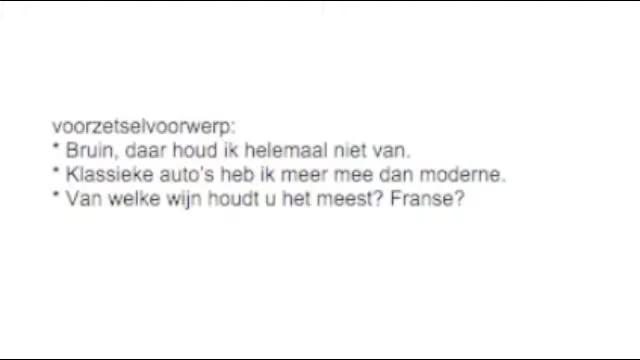 voorzetselvoorwerp:
* Bruin, daar houd ik helemaal niet van.
* Klassieke auto's heb ik meer mee dan moderne.
* Van welke wijn houdt u het meest? Franse?